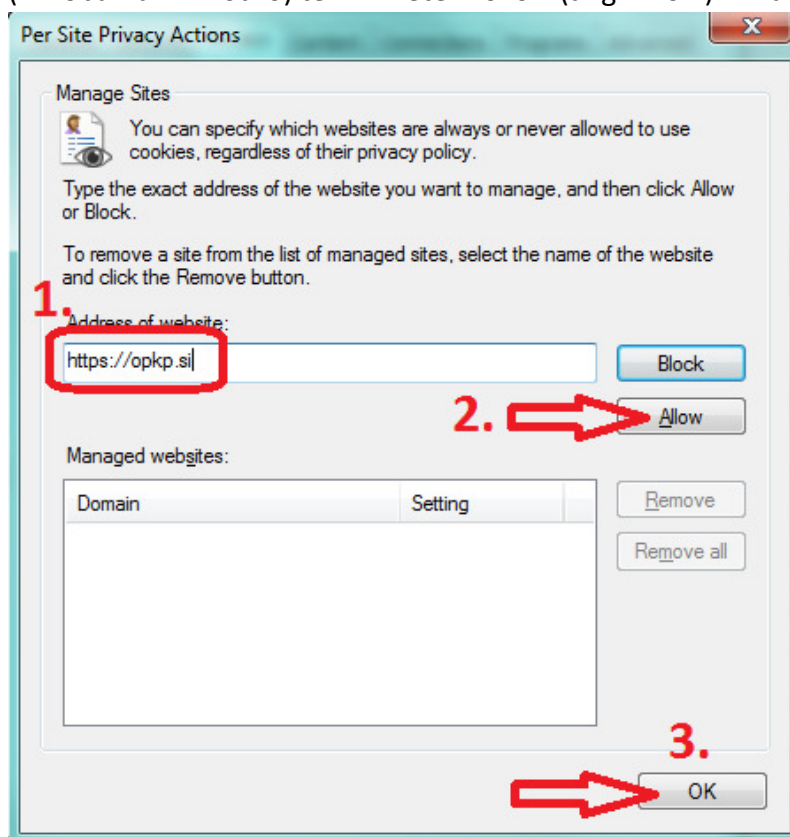 Per Site Privacy Actions
Manage Sites
You can specify which websites are always or never allowed to use
cookies, regardless of their privacy policy.
Type the exact address of the website you want to manage, and then click Allow
or Block.
To remove a site from the list of managed sites, select the name of the website
and click the Remove button.
1.
Address of website:
https://opkp.si
Block
2.
Allow
Managed websites:
Domain Setting
Remove
Remove all
3.
OK